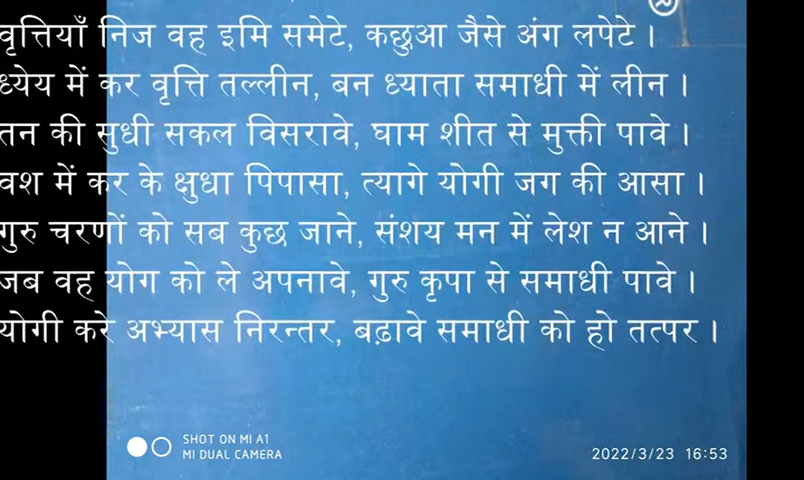 वृत्तियाँ निज वह इमि समेटे, कछुआ जैसे अंग लपेटे ।
ध्येय में कर वृत्ति तल्लीन, बन ध्याता समाधी में लीन ।
तन की सुधी सकल विसरावे, घाम शीत से मुक्ती पावे ।
वश में कर के क्षुधा पिपासा, त्यागे योगी जग की आसा ।
गुरु चरणों को सब कुछ जाने, संशय मन में लेश न आने ।
जब वह योग को ले अपनावे, गुरु कृपा से समाधी पावे ।
योगी करे अभ्यास निरन्तर, बढ़ावे समाधी को हो तत्पर ।
SHOT ON MI A1
MI DUAL CAMERA
2022/3/23 16:53